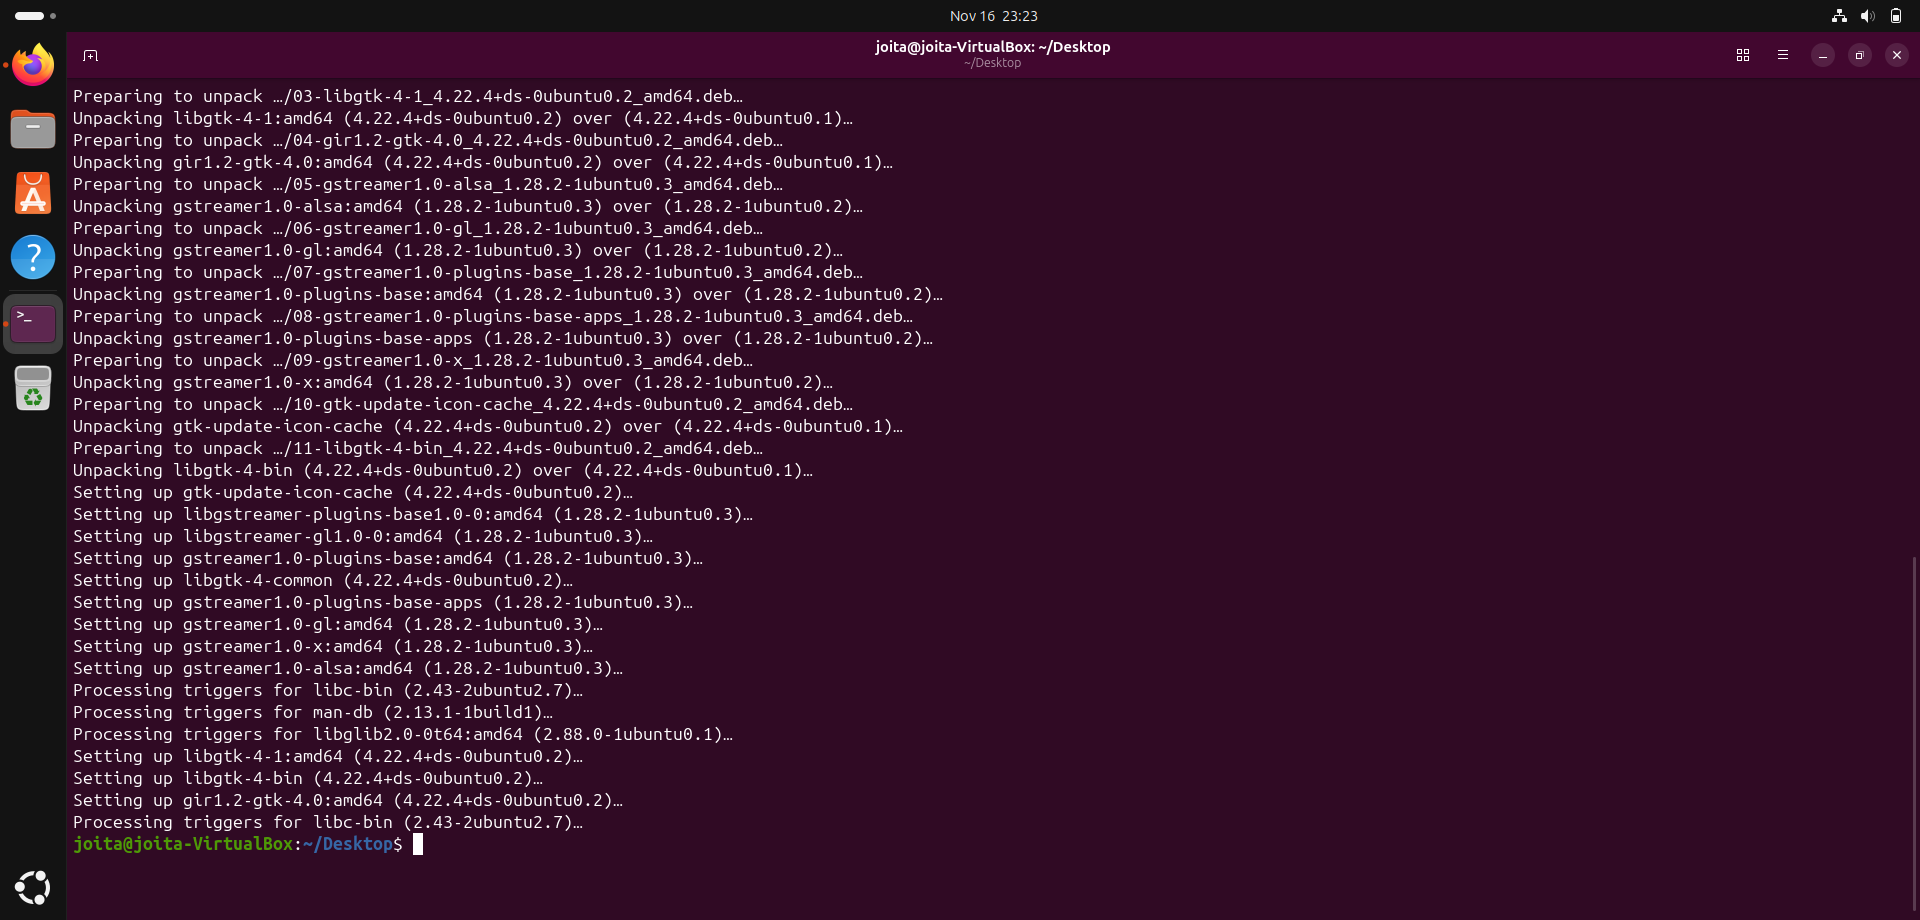 Nov 16 23:23
joita@joita-VirtualBox: ~/Desktop
~/Desktop
Preparing to unpack …/03-libgtk-4-1_4.22.4+ds-0ubuntu0.2_amd64.deb…
Unpacking libgtk-4-1:amd64 (4.22.4+ds-0ubuntu0.2) over (4.22.4+ds-0ubuntu0.1)…
Preparing to unpack …/04-gir1.2-gtk-4.0_4.22.4+ds-0ubuntu0.2_amd64.deb…
Unpacking gir1.2-gtk-4.0:amd64 (4.22.4+ds-0ubuntu0.2) over (4.22.4+ds-0ubuntu0.1)…
Preparing to unpack …/05-gstreamer1.0-alsa_1.28.2-1ubuntu0.3_amd64.deb…
Unpacking gstreamer1.0-alsa:amd64 (1.28.2-1ubuntu0.3) over (1.28.2-1ubuntu0.2)…
Preparing to unpack …/06-gstreamer1.0-gl_1.28.2-1ubuntu0.3_amd64.deb…
Unpacking gstreamer1.0-gl:amd64 (1.28.2-1ubuntu0.3) over (1.28.2-1ubuntu0.2)…
Preparing to unpack …/07-gstreamer1.0-plugins-base_1.28.2-1ubuntu0.3_amd64.deb…
Unpacking gstreamer1.0-plugins-base:amd64 (1.28.2-1ubuntu0.3) over (1.28.2-1ubuntu0.2)…
Preparing to unpack …/08-gstreamer1.0-plugins-base-apps_1.28.2-1ubuntu0.3_amd64.deb…
Unpacking gstreamer1.0-plugins-base-apps (1.28.2-1ubuntu0.3) over (1.28.2-1ubuntu0.2)…
Preparing to unpack …/09-gstreamer1.0-x_1.28.2-1ubuntu0.3_amd64.deb…
Unpacking gstreamer1.0-x:amd64 (1.28.2-1ubuntu0.3) over (1.28.2-1ubuntu0.2)…
Preparing to unpack …/10-gtk-update-icon-cache_4.22.4+ds-0ubuntu0.2_amd64.deb…
Unpacking gtk-update-icon-cache (4.22.4+ds-0ubuntu0.2) over (4.22.4+ds-0ubuntu0.1)…
Preparing to unpack …/11-libgtk-4-bin_4.22.4+ds-0ubuntu0.2_amd64.deb…
Unpacking libgtk-4-bin (4.22.4+ds-0ubuntu0.2) over (4.22.4+ds-0ubuntu0.1)…
Setting up gtk-update-icon-cache (4.22.4+ds-0ubuntu0.2)…
Setting up libgstreamer-plugins-base1.0-0:amd64 (1.28.2-1ubuntu0.3)…
Setting up libgstreamer-gl1.0-0:amd64 (1.28.2-1ubuntu0.3)…
Setting up gstreamer1.0-plugins-base:amd64 (1.28.2-1ubuntu0.3)…
Setting up libgtk-4-common (4.22.4+ds-0ubuntu0.2)…
Setting up gstreamer1.0-plugins-base-apps (1.28.2-1ubuntu0.3)…
Setting up gstreamer1.0-gl:amd64 (1.28.2-1ubuntu0.3)…
Setting up gstreamer1.0-x:amd64 (1.28.2-1ubuntu0.3)…
Setting up gstreamer1.0-alsa:amd64 (1.28.2-1ubuntu0.3)…
Processing triggers for libc-bin (2.43-2ubuntu2.7)…
Processing triggers for man-db (2.13.1-1build1)…
Processing triggers for libglib2.0-0t64:amd64 (2.88.0-1ubuntu0.1)…
Setting up libgtk-4-1:amd64 (4.22.4+ds-0ubuntu0.2)…
Setting up libgtk-4-bin (4.22.4+ds-0ubuntu0.2)…
Setting up gir1.2-gtk-4.0:amd64 (4.22.4+ds-0ubuntu0.2)…
Processing triggers for libc-bin (2.43-2ubuntu2.7)…
joita@joita-VirtualBox:~/Desktop$